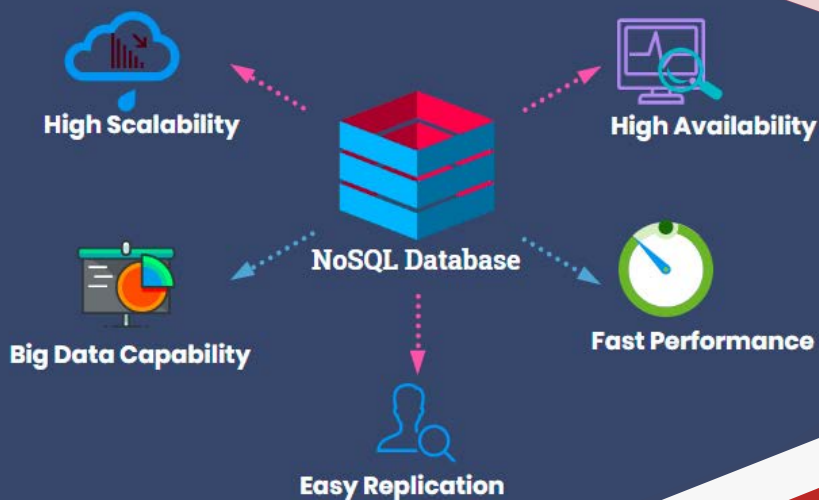 High Scalability
High Availability
NoSQL Database
Big Data Capability
Fast Performance
Easy Replication